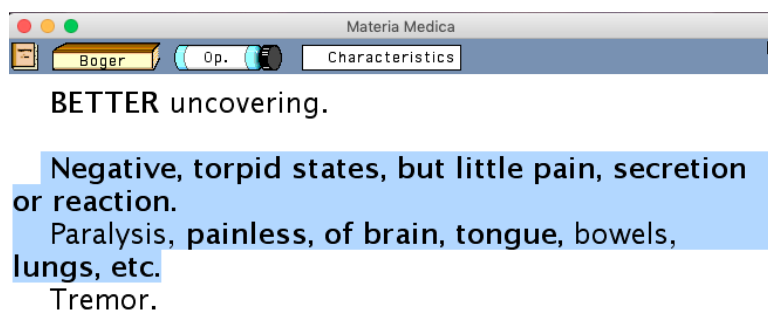 Materia Medica
Boger Op. Characteristics
BETTER uncovering.
Negative, torpid states, but little pain, secretion
or reaction.
Paralysis, painless, of brain, tongue, bowels,
lungs, etc.
Tremor.